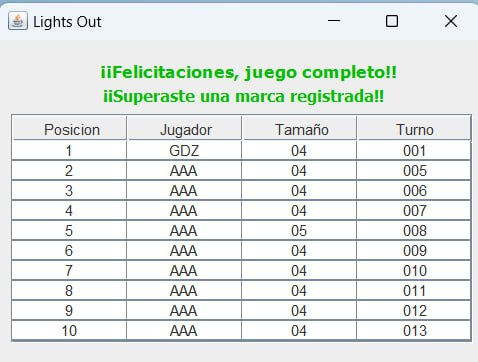 Lights Out
¡¡Felicitaciones, juego completo!!
¡¡Superaste una marca registrada!!
Posicion Jugador Tamaño Turno
1 GDZ 04 001
2 AAA 04 005
3 AAA 04 006
4 AAA 04 007
5 AAA 05 008
6 AAA 04 009
7 AAA 04 010
8 AAA 04 011
9 AAA 04 012
10 AAA 04 013